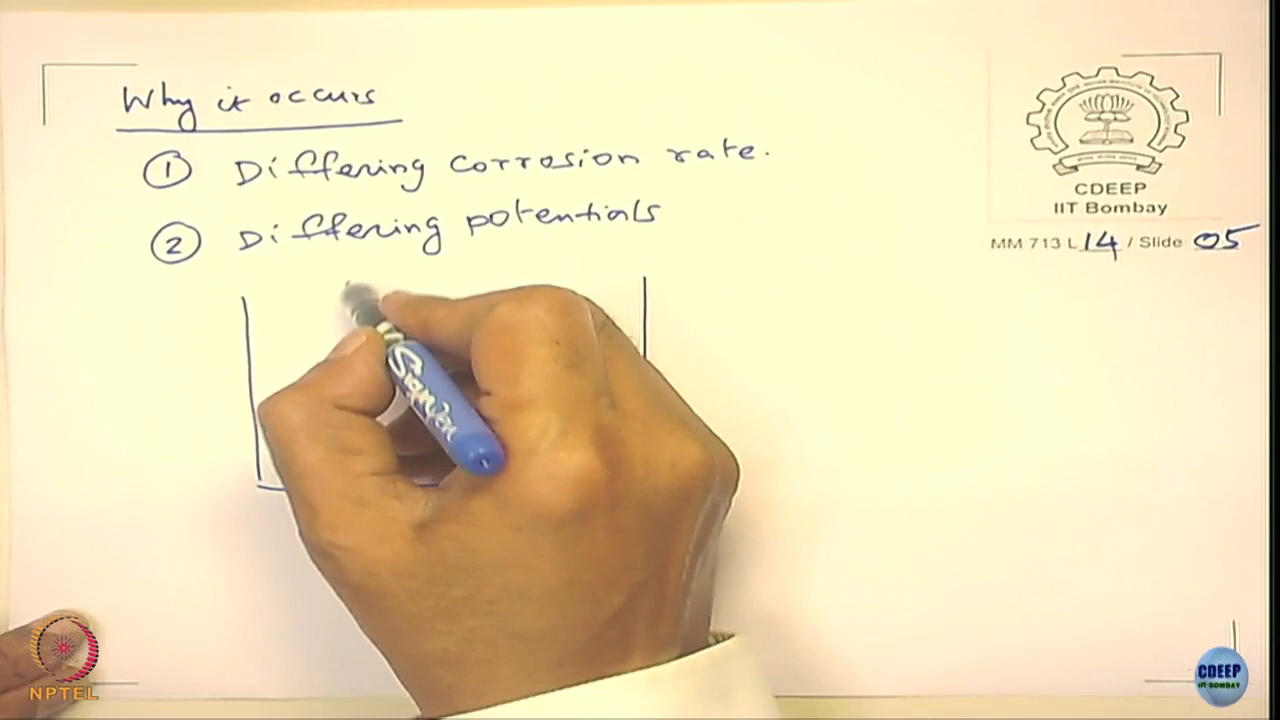 Why it occurs
① Differing corrosion rate.
② Differing potentials
CDEEP
IIT Bombay
MM 713 L 14 / Slide 05
NPTEL
CDEEP
IIT BOMBAY